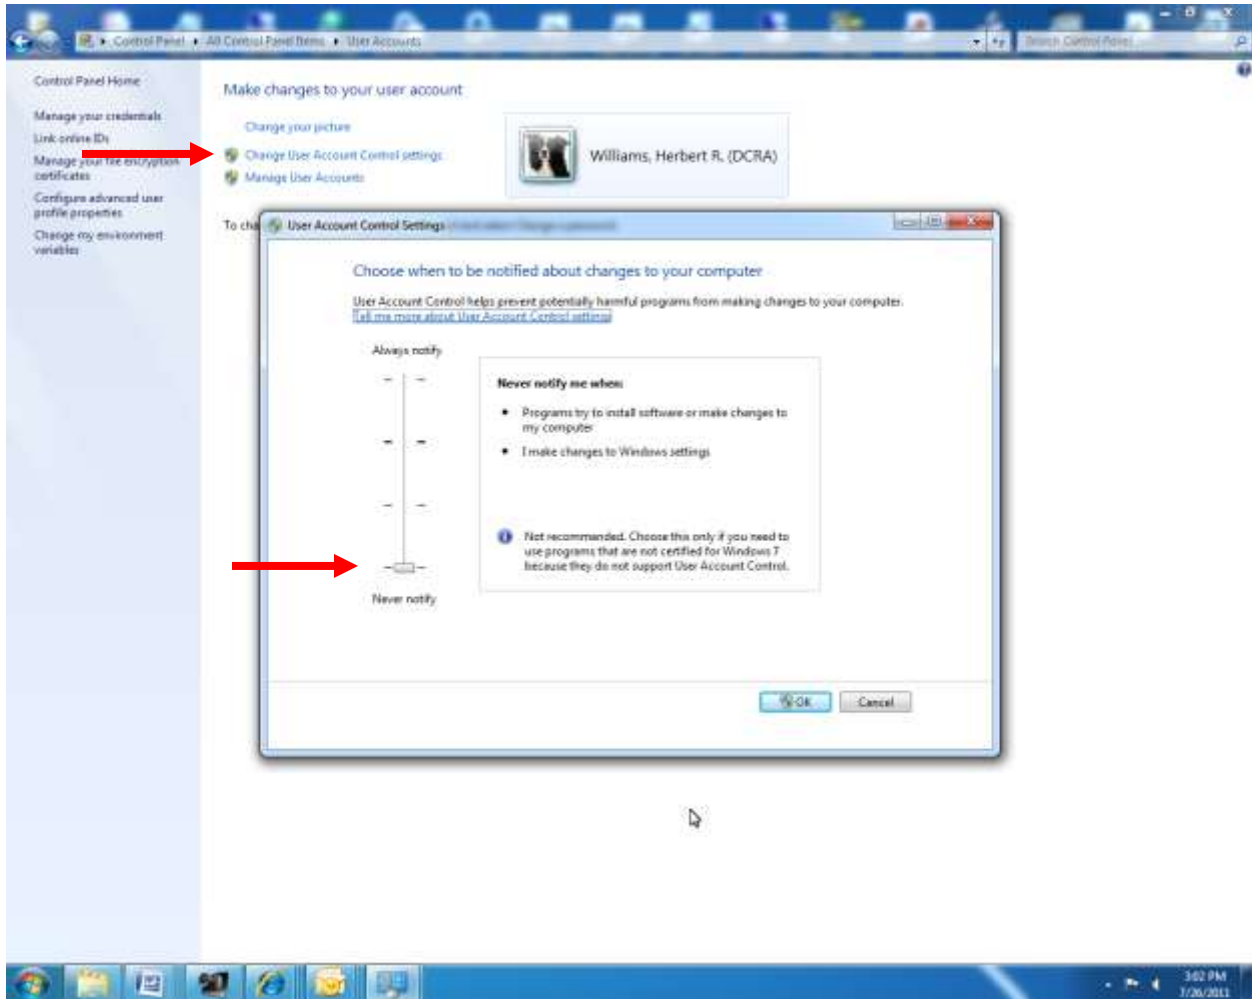 Control Panel ▸ All Control Panel Items ▸ User Accounts
Search Control Panel
Control Panel Home
Manage your credentials
Link online IDs
Manage your file encryption
certificates
Configure advanced user
profile properties
Change my environment
variables
Make changes to your user account
Change your picture
Change User Account Control settings
Manage User Accounts
Williams, Herbert R. (DCRA)
To cha
User Account Control Settings
Choose when to be notified about changes to your computer
User Account Control helps prevent potentially harmful programs from making changes to your computer.
Tell me more about User Account Control settings
Always notify
Never notify me when:
• Programs try to install software or make changes to
my computer
• I make changes to Windows settings
Not recommended. Choose this only if you need to
use programs that are not certified for Windows 7
because they do not support User Account Control.
Never notify
OK
Cancel
3:02 PM
7/26/2011